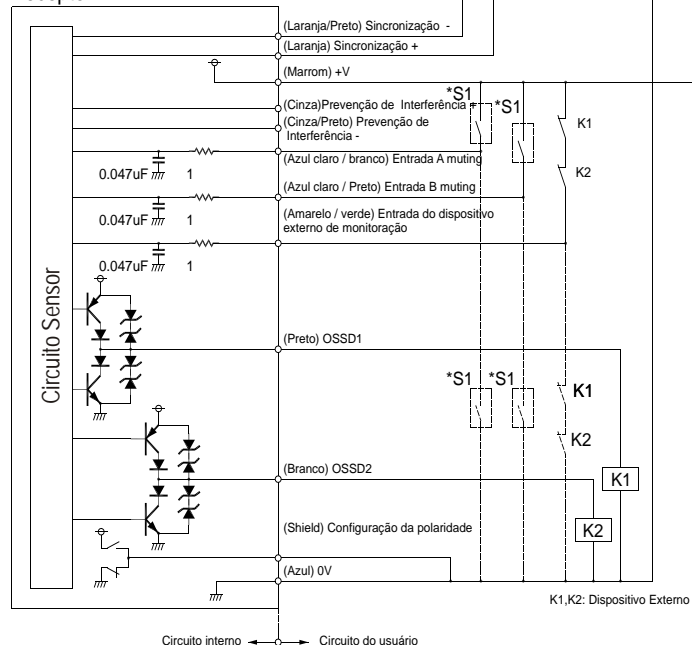 (Laranja/Preto) Sincronização -
(Laranja) Sincronização +
(Marrom) +V
*S1
*S1
(Cinza)Prevenção de Interferência +
(Cinza/Preto) Prevenção de
Interferência -
K1
(Azul claro / branco) Entrada A muting
0.047uF 1
K2
(Azul claro / Preto) Entrada B muting
0.047uF 1
(Amarelo / verde) Entrada do dispositivo
externo de monitoração
0.047uF 1
Circuito Sensor
(Preto) OSSD1
*S1 *S1
K1
K2
(Branco) OSSD2
K1
(Shield) Configuração da polaridade
K2
(Azul) 0V
K1,K2: Dispositivo Externo
Circuito interno Circuito do usuário